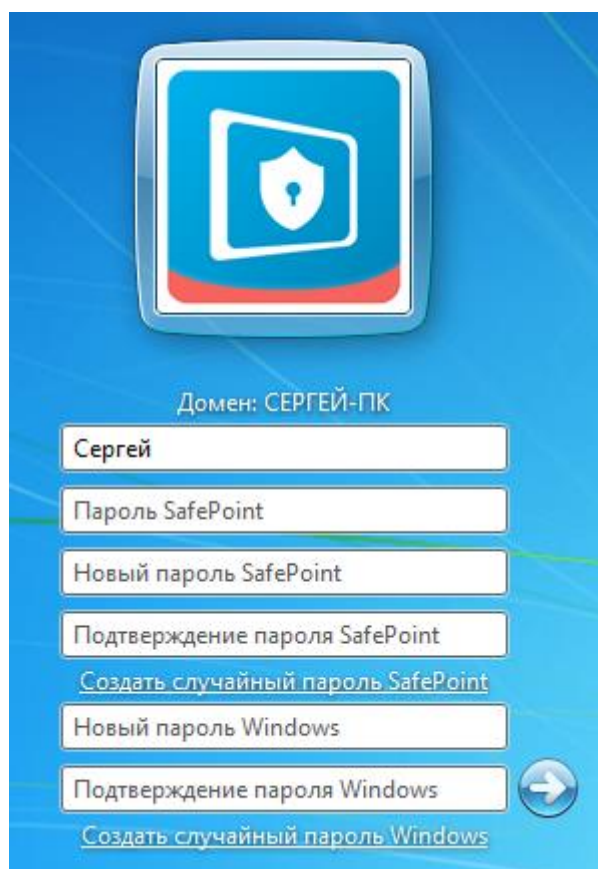 Домен: СЕРГЕЙ-ПК
Сергей
Пароль SafePoint
Новый пароль SafePoint
Подтверждение пароля SafePoint
Создать случайный пароль SafePoint
Новый пароль Windows
Подтверждение пароля Windows
Создать случайный пароль Windows